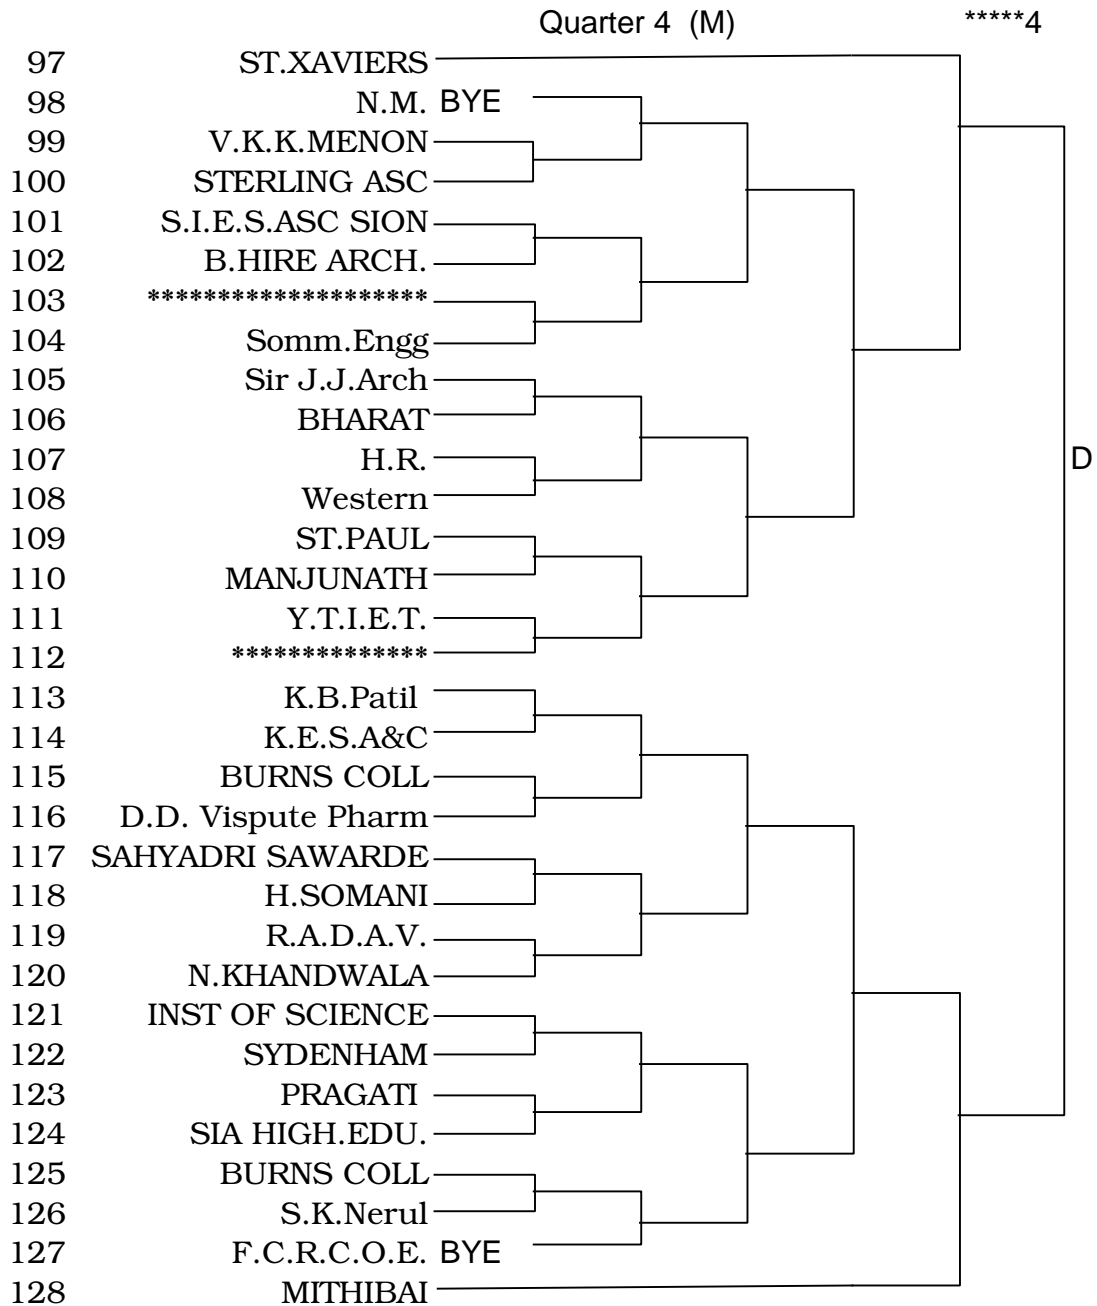 Quarter 4 (M) *****4
97 ST.XAVIERS
98 N.M. BYE
99 V.K.K.MENON
100 STERLING ASC
101 S.I.E.S.ASC SION
102 B.HIRE ARCH.
103 ********************
104 Somm.Engg
105 Sir J.J.Arch
106 BHARAT
107 H.R. D
108 Western
109 ST.PAUL
110 MANJUNATH
111 Y.T.I.E.T.
112 **************
113 K.B.Patil
114 K.E.S.A&C
115 BURNS COLL
116 D.D. Vispute Pharm
117 SAHYADRI SAWARDE
118 H.SOMANI
119 R.A.D.A.V.
120 N.KHANDWALA
121 INST OF SCIENCE
122 SYDENHAM
123 PRAGATI
124 SIA HIGH.EDU.
125 BURNS COLL
126 S.K.Nerul
127 F.C.R.C.O.E. BYE
128 MITHIBAI